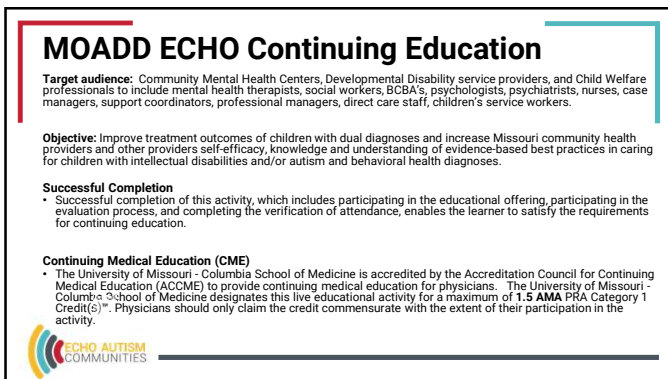 MOADD ECHO Continuing Education
Target audience: Community Mental Health Centers, Developmental Disability service providers, and Child Welfare
professionals to include mental health therapists, social workers, BCBA's, psychologists, psychiatrists, nurses, case
managers, support coordinators, professional managers, direct care staff, children's service workers.
Objective: Improve treatment outcomes of children with dual diagnoses and increase Missouri community health
providers and other providers self-efficacy, knowledge and understanding of evidence-based best practices in caring
for children with intellectual disabilities and/or autism and behavioral health diagnoses.
Successful Completion
• Successful completion of this activity, which includes participating in the educational offering, participating in the
evaluation process, and completing the verification of attendance, enables the learner to satisfy the requirements
for continuing education.
Continuing Medical Education (CME)
• The University of Missouri - Columbia School of Medicine is accredited by the Accreditation Council for Continuing
Medical Education (ACCME) to provide continuing medical education for physicians. The University of Missouri -
Columbia School of Medicine designates this live educational activity for a maximum of 1.5 AMA PRA Category 1
Credit(s)™. Physicians should only claim the credit commensurate with the extent of their participation in the
activity.
ECHO AUTISM
COMMUNITIES